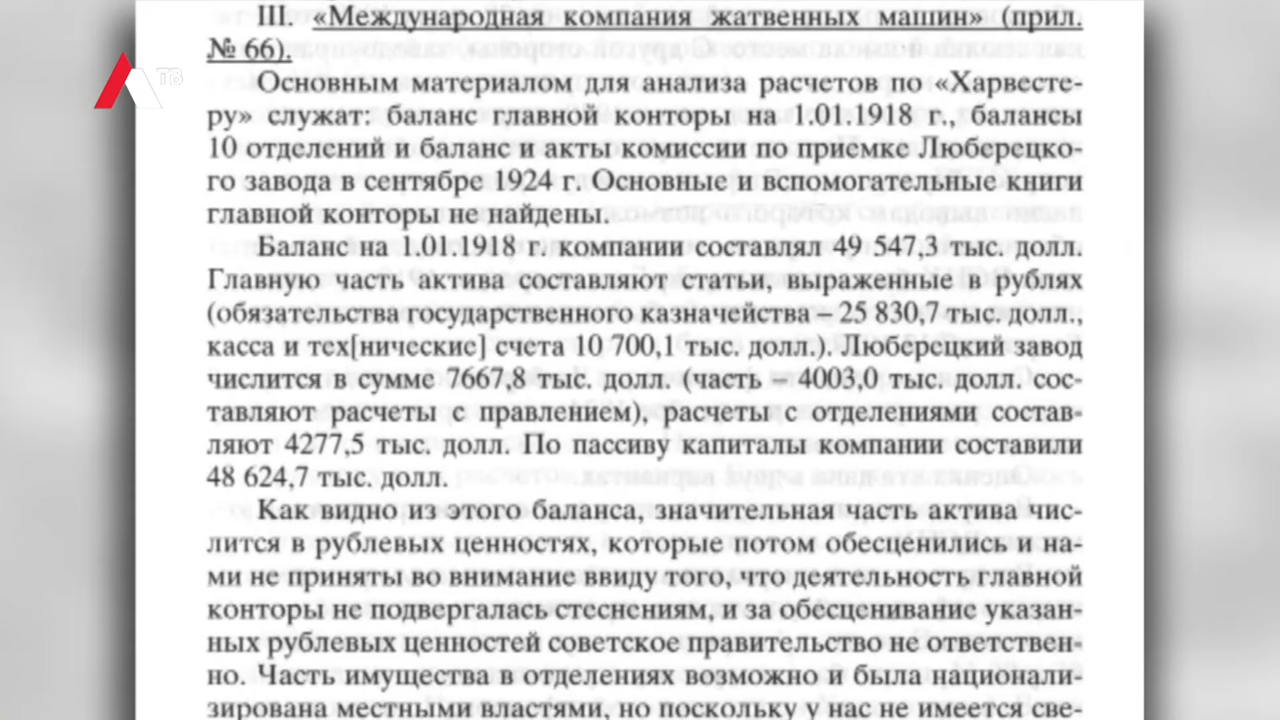 III. «Международная компания жатвенных машин» (прил.
№ 66).
Основным материалом для анализа расчетов по «Харвесте-
ру» служат: баланс главной конторы на 1.01.1918 г., балансы
10 отделений и баланс и акты комиссии по приемке Люберецко-
го завода в сентябре 1924 г. Основные и вспомогательные книги
главной конторы не найдены.
Баланс на 1.01.1918 г. компании составлял 49 547,3 тыс. долл.
Главную часть актива составляют статьи, выраженные в рублях
(обязательства государственного казначейства – 25 830,7 тыс. долл.,
касса и тех[нические] счета 10 700,1 тыс. долл.). Люберецкий завод
числится в сумме 7667,8 тыс. долл. (часть – 4003,0 тыс. долл. сос-
тавляют расчеты с правлением), расчеты с отделениями состав-
ляют 4277,5 тыс. долл. По пассиву капиталы компании составили
48 624,7 тыс. долл.
Как видно из этого баланса, значительная часть актива чис-
лится в рублевых ценностях, которые потом обесценились и на-
ми не приняты во внимание ввиду того, что деятельность главной
конторы не подвергалась стеснениям, и за обесценивание указан-
ных рублевых ценностей советское правительство не ответствен-
но. Часть имущества в отделениях возможно и была национали-
зирована местными властями, но поскольку у нас не имеется све-
ТВ